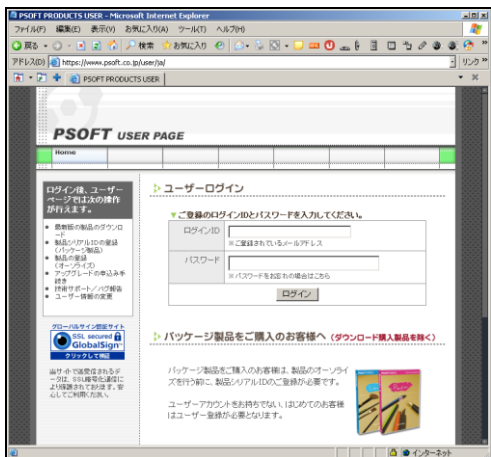 PSOFT PRODUCTS USER - Microsoft Internet Explorer
ファイル(F) 編集(E) 表示(V) お気に入り(A) ツール(T) ヘルプ(H)
戻る 検索 お気に入り
アドレス(D) https://www.psoft.co.jp/user/ja/ リンク
PSOFT PRODUCTS USER
PSOFT USER PAGE
Home
ログイン後、ユーザー
ページでは次の操作
が行えます。
最新版の製品のダウンロ
ード
製品シリアルIDの登録
(パッケージ製品)
製品の登録
(オーソライズ)
アップグレードの申込み手
続き
技術サポート/バグ報告
ユーザー情報の変更
グローバルサイン認証サイト
SSL secured
GlobalSign
クリックして検証
当サイトで送受信されるデ
ータは、SSL暗号化通信に
より保護されております。安
心してご利用ください。
ユーザーログイン
ご登録のログインIDとパスワードを入力してください。
ログインID
※ご登録されているメールアドレス
パスワード
※パスワードをお忘れの場合はこちら
ログイン
パッケージ製品をご購入のお客様へ (ダウンロード購入製品を除く)
パッケージ製品をご購入のお客様は、製品のオーソライ
ズを行う前に、製品シリアルIDのご登録が必要です。
ユーザーアカウントをお持ちでない、はじめてのお客様
はユーザー登録が必要となります。
インターネット